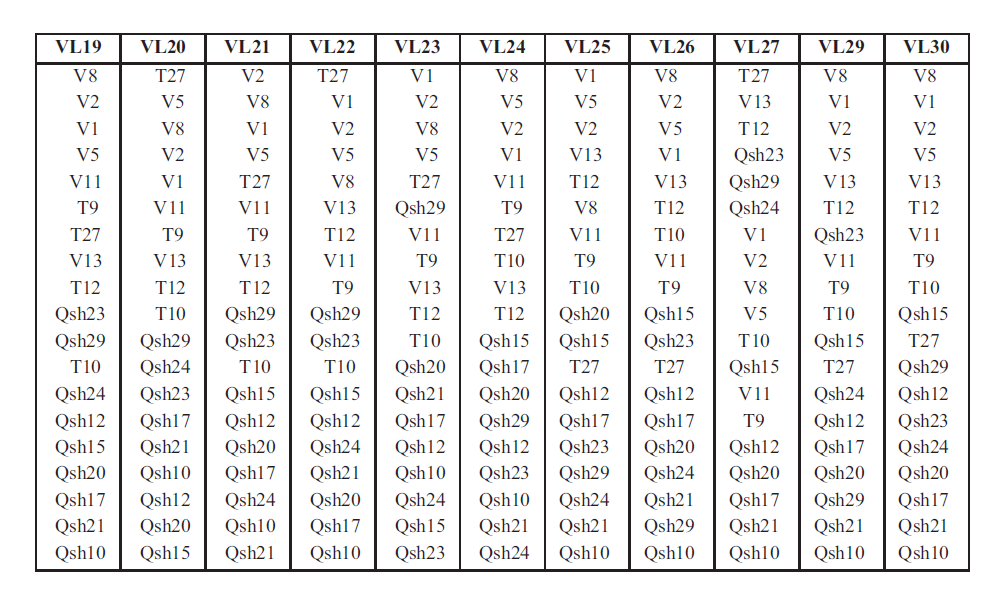 VL19 VL20 VL21 VL22 VL23 VL24 VL25 VL26 VL27 VL29 VL30
V8 T27 V2 T27 V1 V8 V1 V8 T27 V8 V8
V2 V5 V8 V1 V2 V5 V5 V2 V13 V1 V1
V1 V8 V1 V2 V8 V2 V2 V5 T12 V2 V2
V5 V2 V5 V5 V5 V1 V13 V1 Qsh23 V5 V5
V11 V1 T27 V8 T27 V11 T12 V13 Qsh29 V13 V13
T9 V11 V11 V13 Qsh29 T9 V8 T12 Qsh24 T12 T12
T27 T9 T9 T12 V11 T27 V11 T10 V1 Qsh23 V11
V13 V13 V13 V11 T9 T10 T9 V11 V2 V11 T9
T12 T12 T12 T9 V13 V13 T10 T9 V8 T9 T10
Qsh23 T10 Qsh29 Qsh29 T12 T12 Qsh20 Qsh15 V5 T10 Qsh15
Qsh29 Qsh29 Qsh23 Qsh23 T10 Qsh15 Qsh15 Qsh23 T10 Qsh15 T27
T10 Qsh24 T10 T10 Qsh20 Qsh17 T27 T27 Qsh15 T27 Qsh29
Qsh24 Qsh23 Qsh15 Qsh15 Qsh21 Qsh20 Qsh12 Qsh12 V11 Qsh24 Qsh12
Qsh12 Qsh17 Qsh12 Qsh12 Qsh17 Qsh29 Qsh17 Qsh17 T9 Qsh12 Qsh23
Qsh15 Qsh21 Qsh20 Qsh24 Qsh12 Qsh12 Qsh23 Qsh20 Qsh12 Qsh17 Qsh24
Qsh20 Qsh10 Qsh17 Qsh21 Qsh10 Qsh23 Qsh29 Qsh24 Qsh20 Qsh20 Qsh20
Qsh17 Qsh12 Qsh24 Qsh20 Qsh24 Qsh10 Qsh24 Qsh21 Qsh17 Qsh29 Qsh17
Qsh21 Qsh20 Qsh10 Qsh17 Qsh15 Qsh21 Qsh21 Qsh29 Qsh21 Qsh21 Qsh21
Qsh10 Qsh15 Qsh21 Qsh10 Qsh23 Qsh24 Qsh10 Qsh10 Qsh10 Qsh10 Qsh10